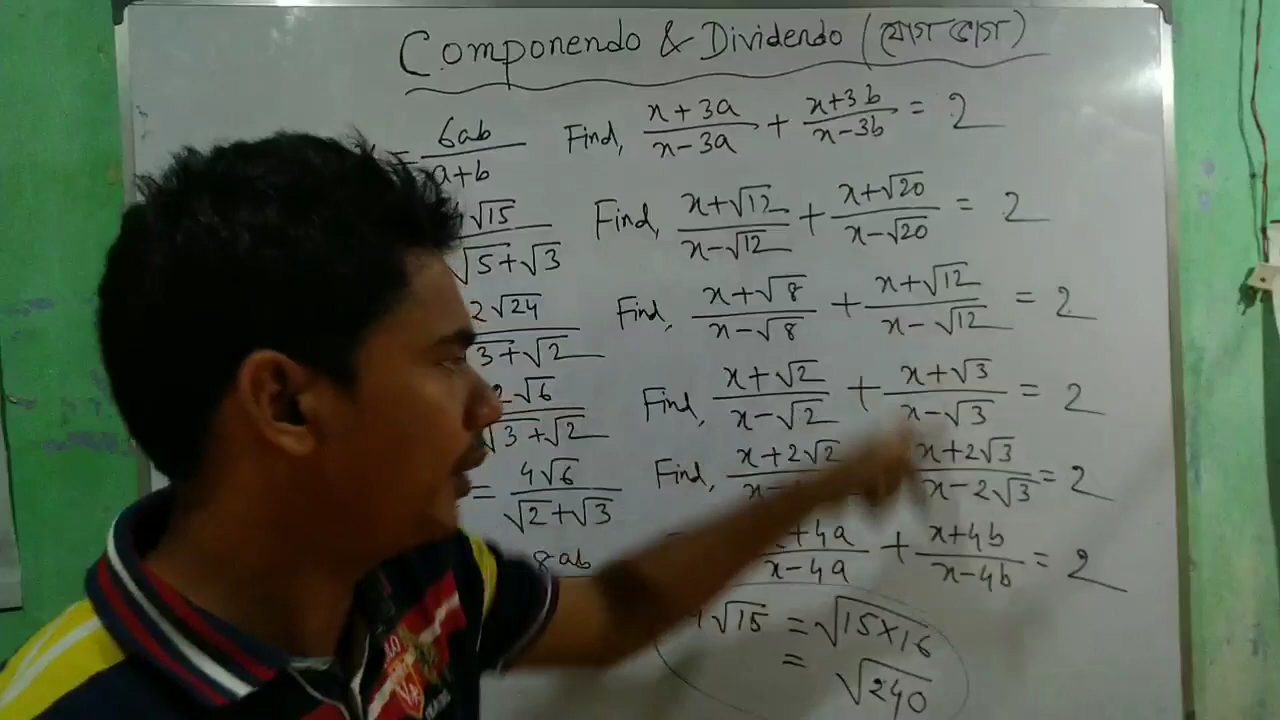 Componendo & Dividendo (যোগ ভাগ)
= 6ab/(a+b) Find, (x+3a)/(x-3a) + (x+3b)/(x-3b) = 2
√15/(√5+√3) Find, (x+√12)/(x-√12) + (x+√20)/(x-√20) = 2
2√24/(3+√2) Find, (x+√8)/(x-√8) + (x+√12)/(x-√12) = 2
2√6/(√3+√2) Find, (x+√2)/(x-√2) + (x+√3)/(x-√3) = 2
= 4√6/(√2+√3) Find, (x+2√2)/(x- (x+2√3)/(x-2√3) = 2
8ab +4a/(x-4a) + (x+4b)/(x-4b) = 2
√15 = √15×16
= √240